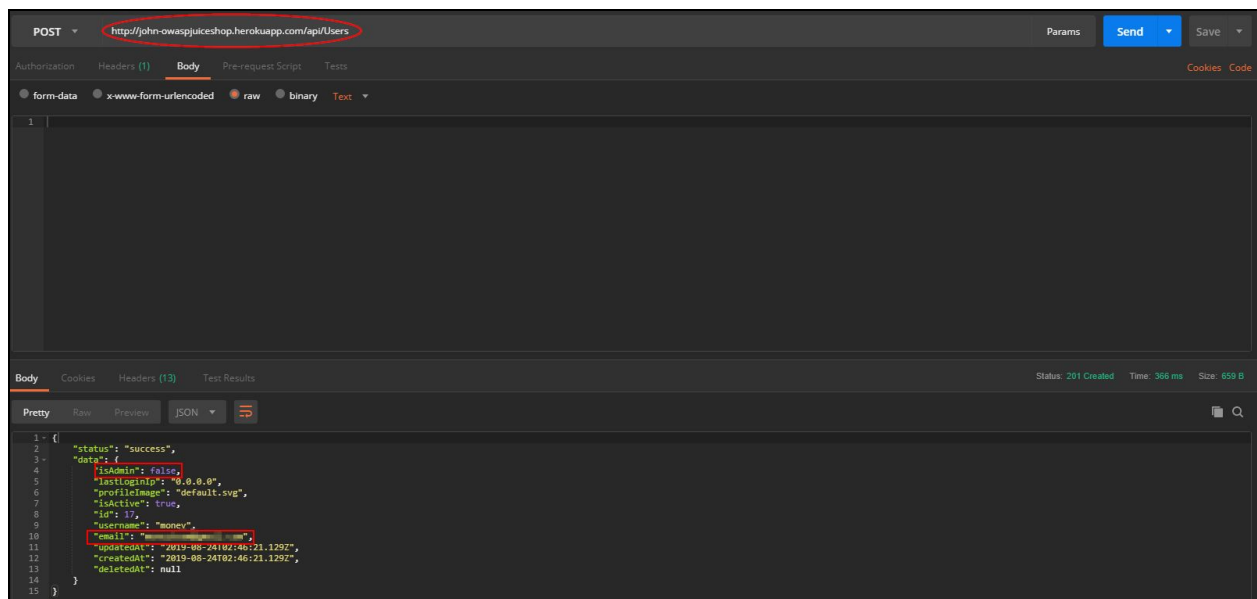 POST http://john-owaspjuiceshop.herokuapp.com/api/Users Params Send Save
Authorization Headers (1) Body Pre-request Script Tests Cookies Code
form-data x-www-form-urlencoded raw binary Text
1
Body Cookies Headers (13) Test Results Status: 201 Created Time: 366 ms Size: 659 B
Pretty Raw Preview JSON
1 {
2 "status": "success",
3 "data": {
4 "isAdmin": false,
5 "lastLoginIp": "0.0.0.0",
6 "profileImage": "default.svg",
7 "isActive": true,
8 "id": 17,
9 "username": "money",
10 "email": "
11 "updatedAt": "2019-08-24T02:46:21.129Z",
12 "createdAt": "2019-08-24T02:46:21.129Z",
13 "deletedAt": null
14 }
15 }